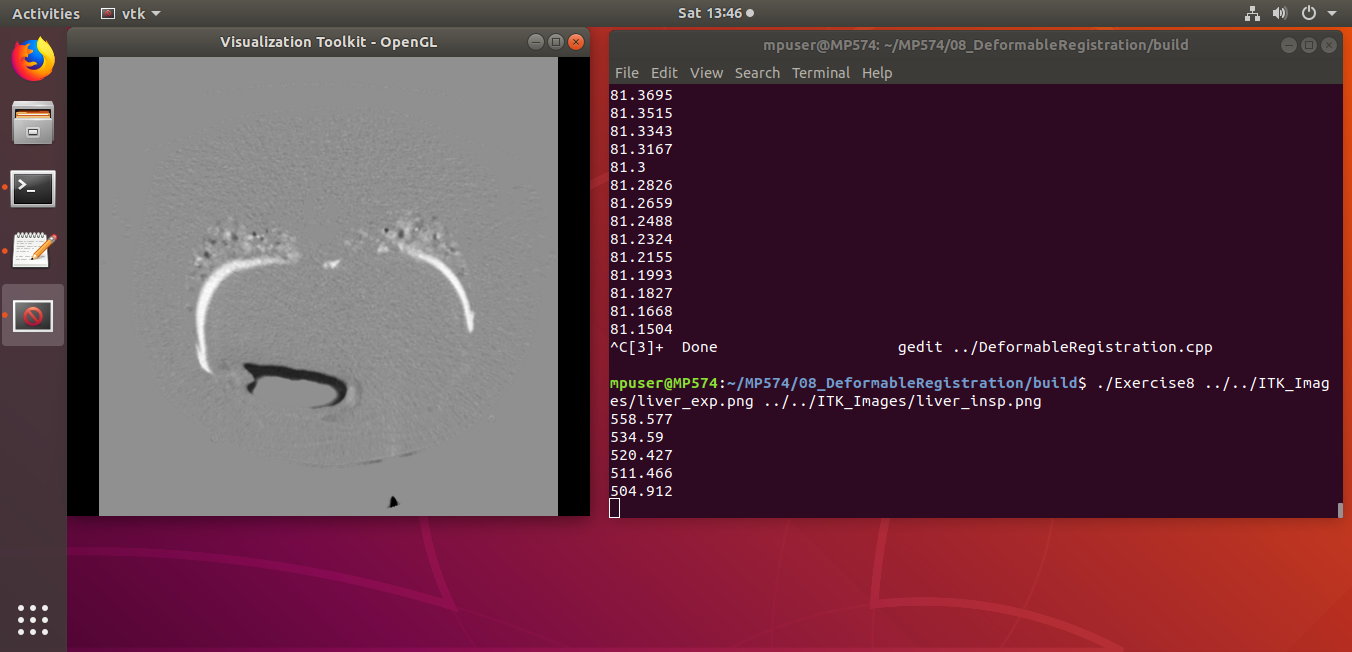 Activities
vtk
Sat 13:46
Visualization Toolkit - OpenGL
mpuser@MP574: ~/MP574/08_DeformableRegistration/build
File Edit View Search Terminal Help
81.3695
81.3515
81.3343
81.3167
81.3
81.2826
81.2659
81.2488
81.2324
81.2155
81.1993
81.1827
81.1668
81.1504
^C[3]+  Done                    gedit ../DeformableRegistration.cpp
mpuser@MP574:~/MP574/08_DeformableRegistration/build$ ./Exercise8 ../../ITK_Imag
es/liver_exp.png ../../ITK_Images/liver_insp.png
558.577
534.59
520.427
511.466
504.912